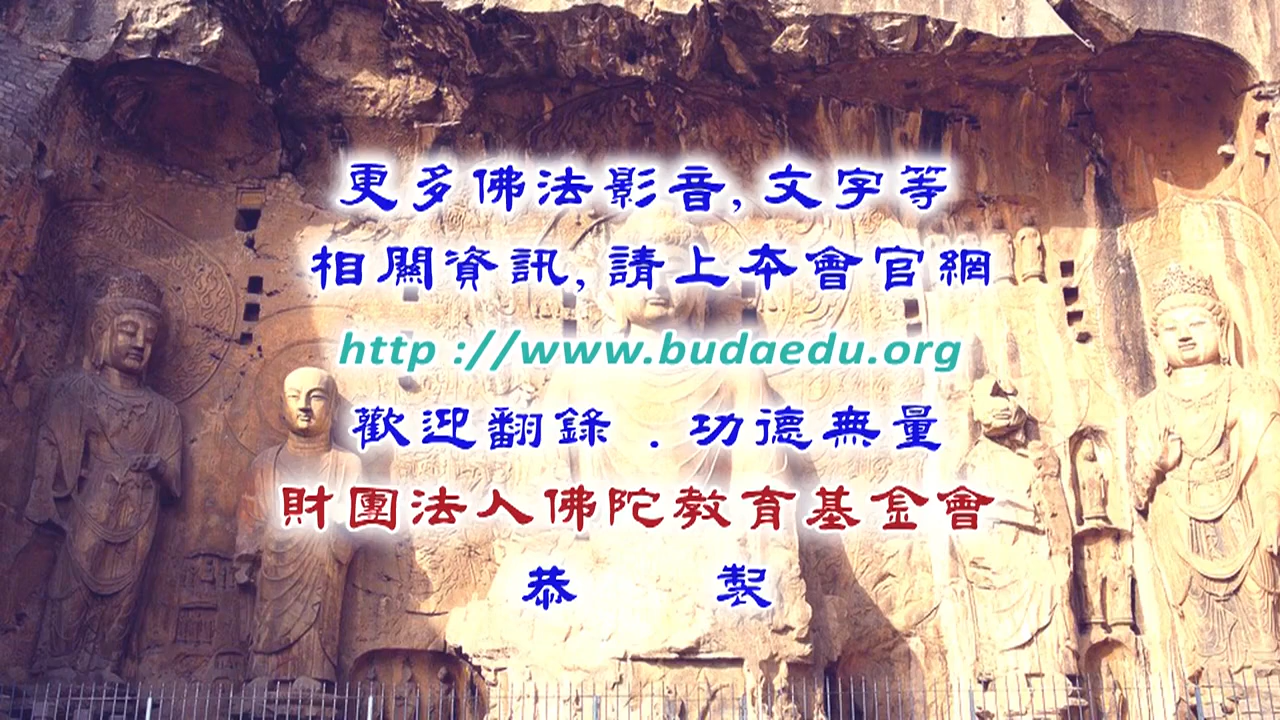 更多佛法影音,文字等
相關資訊,請上本會官網
http ://www.budaedu.org
歡迎翻錄 . 功德無量
財團法人佛陀教育基金會
恭 製